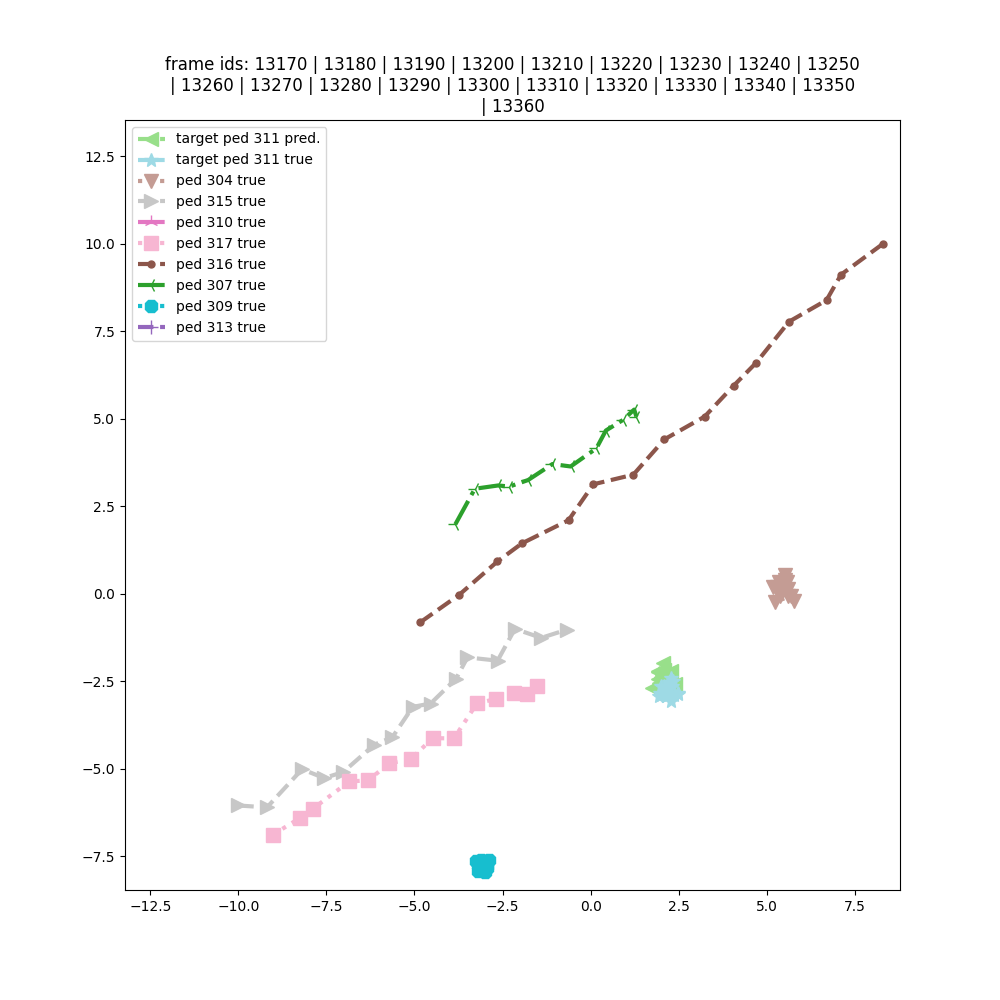 frame ids: 13170 | 13180 | 13190 | 13200 | 13210 | 13220 | 13230 | 13240 | 13250
| 13260 | 13270 | 13280 | 13290 | 13300 | 13310 | 13320 | 13330 | 13340 | 13350
| 13360
target ped 311 pred.
target ped 311 true
ped 304 true
ped 315 true
ped 310 true
ped 317 true
ped 316 true
ped 307 true
ped 309 true
ped 313 true
12.5
10.0
7.5
5.0
2.5
0.0
−2.5
−5.0
−7.5
−12.5 −10.0 −7.5 −5.0 −2.5 0.0 2.5 5.0 7.5